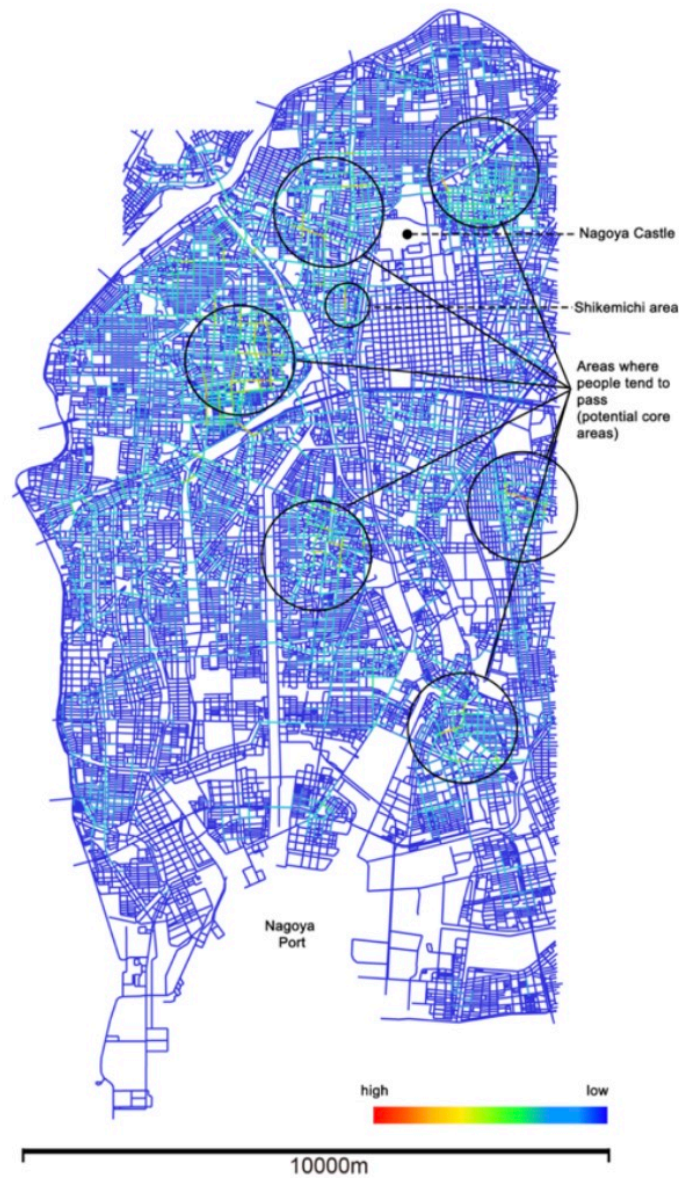 Nagoya Castle
Shikemichi area
Areas where
people tend to
pass
(potential core
areas)
Nagoya
Port
high
low
10000m